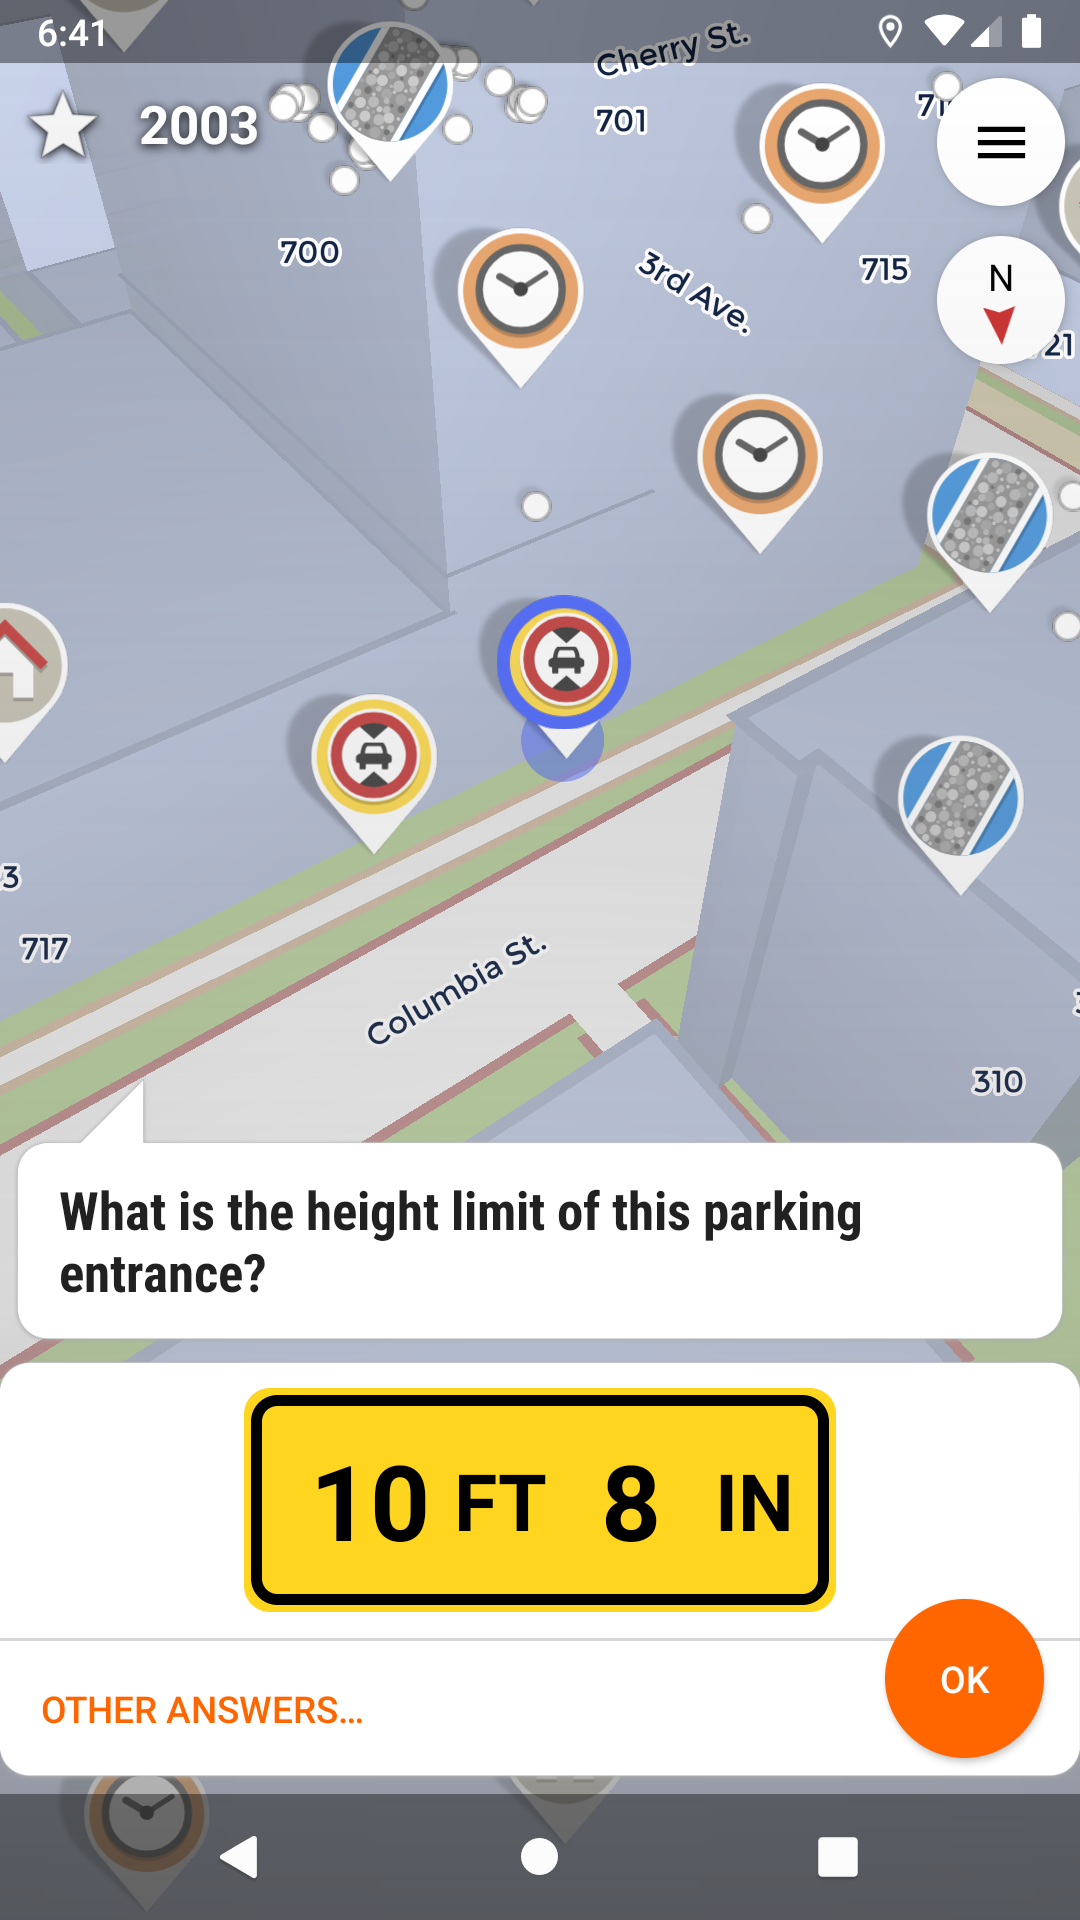 6:41
Cherry St.
2003
701
700
3rd Ave.
715
N
21
3
717
Columbia St.
310
What is the height limit of this parking
entrance?
10 FT 8 IN
OK
OTHER ANSWERS...